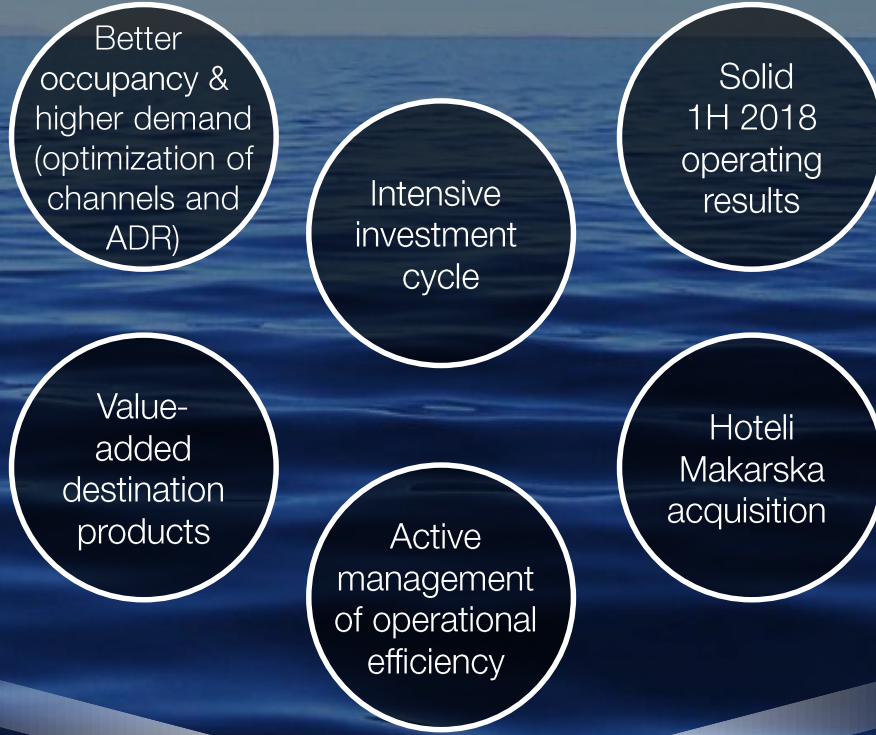 Better
occupancy &
higher demand
(optimization of
channels and
ADR)
Intensive
investment
cycle
Solid
1H 2018
operating
results
Value-
added
destination
products
Active
management
of operational
efficiency
Hoteli
Makarska
acquisition